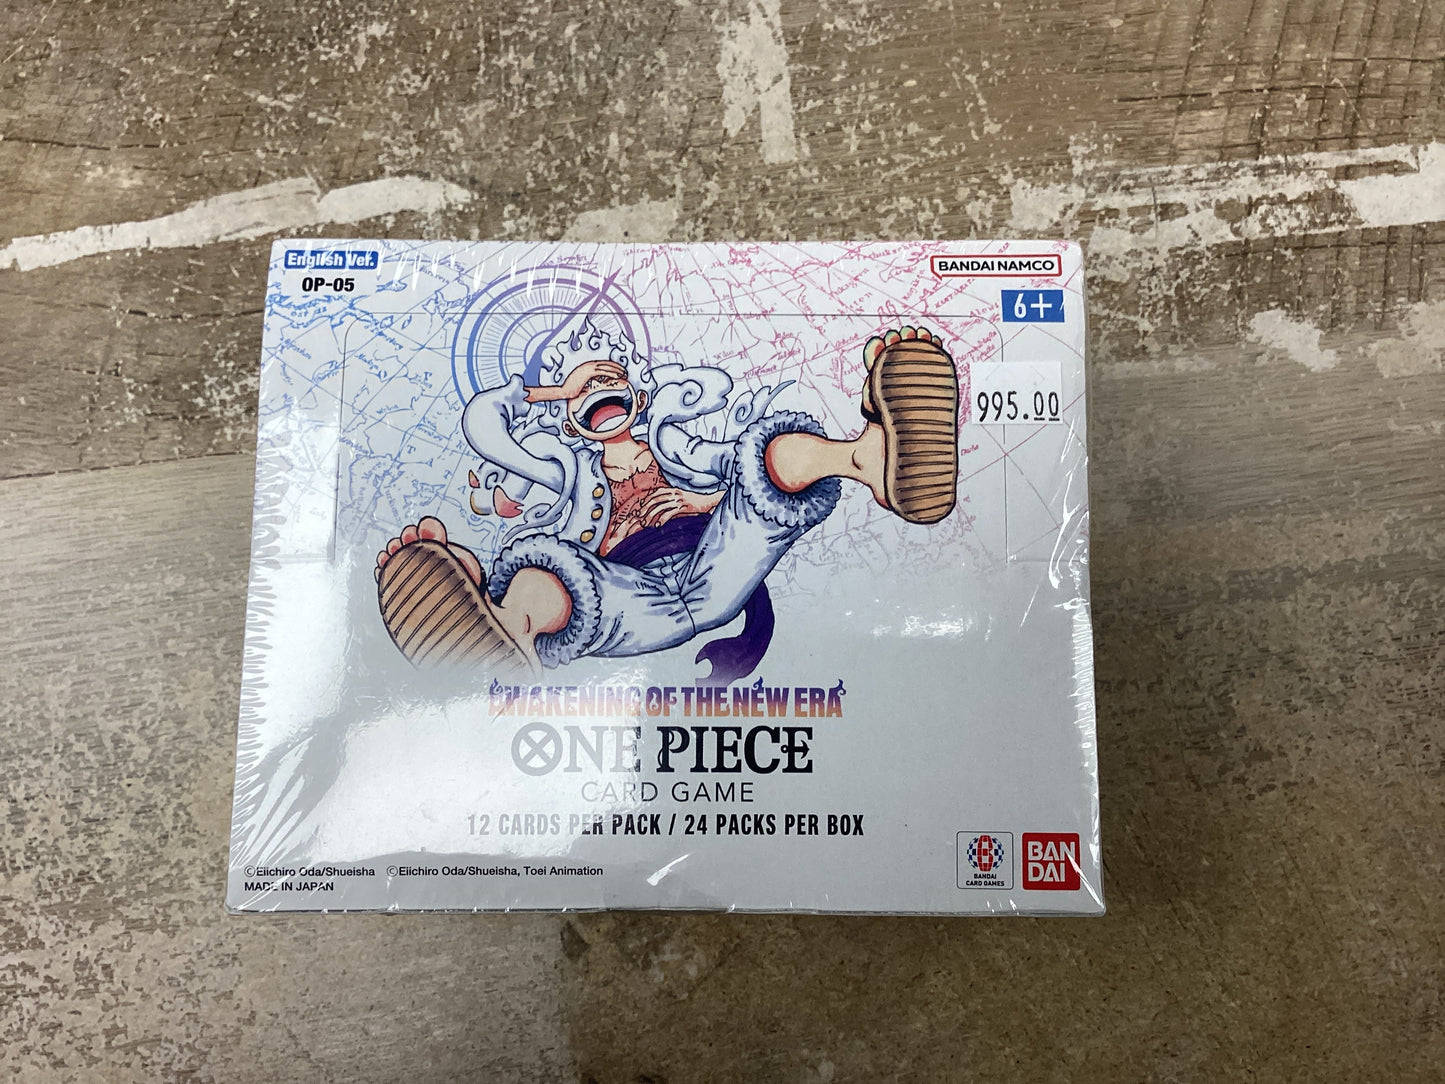 English Ver.
OP-05
BANDAI NAMCO
6+
995.00
AWAKENING OF THE NEW ERA
ONE PIECE
CARD GAME
12 CARDS PER PACK / 24 PACKS PER BOX
©Eiichiro Oda/Shueisha ©Eiichiro Oda/Shueisha, Toei Animation
MADE IN JAPAN
BANDAI
CARD GAMES
BAN
DAI